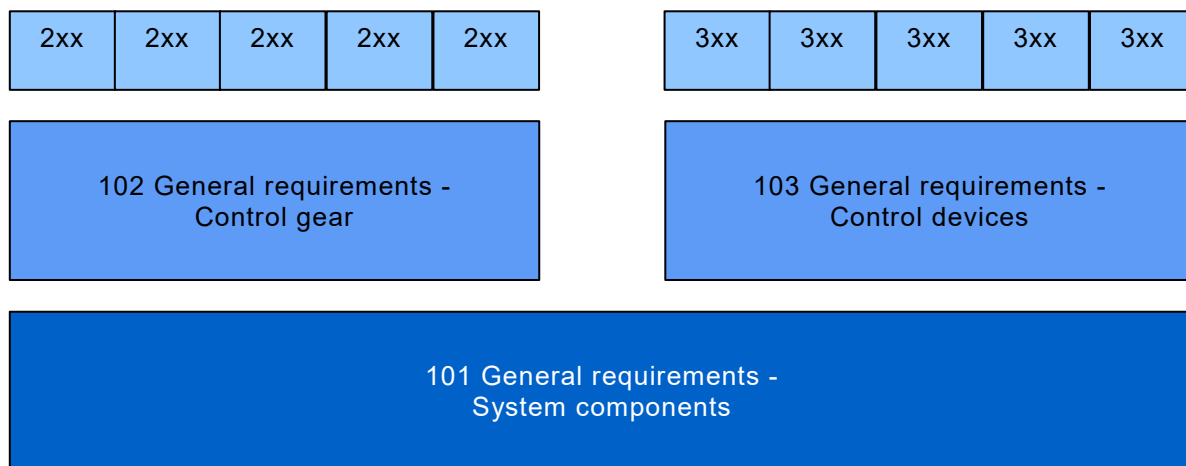 2xx 2xx 2xx 2xx 2xx 3xx 3xx 3xx 3xx 3xx
102 General requirements -
Control gear
103 General requirements -
Control devices
101 General requirements -
System components